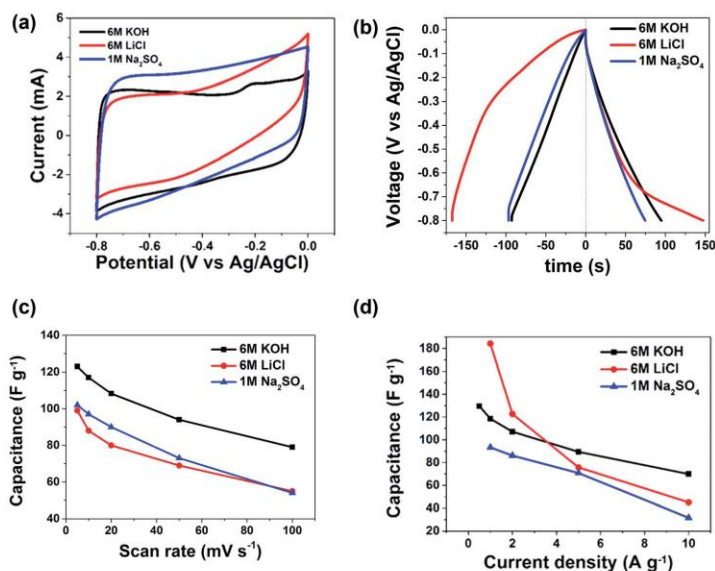 (a)
6M KOH
6M LiCl
1M Na₂SO₄
Current (mA)
4
2
0
-2
-4
-0.8 -0.6 -0.4 -0.2 0.0
Potential (V vs Ag/AgCl)
(b)
6M KOH
6M LiCl
1M Na₂SO₄
Voltage (V vs Ag/AgCl)
0.0
-0.1
-0.2
-0.3
-0.4
-0.5
-0.6
-0.7
-0.8
-150 -100 -50 0 50 100 150
time (s)
(c)
6M KOH
6M LiCl
1M Na₂SO₄
Capacitance (F g⁻¹)
140
120
100
80
60
40
0 20 40 60 80 100
Scan rate (mV s⁻¹)
(d)
6M KOH
6M LiCl
1M Na₂SO₄
Capacitance (F g⁻¹)
180
160
140
120
100
80
60
40
20
0 2 4 6 8 10
Current density (A g⁻¹)